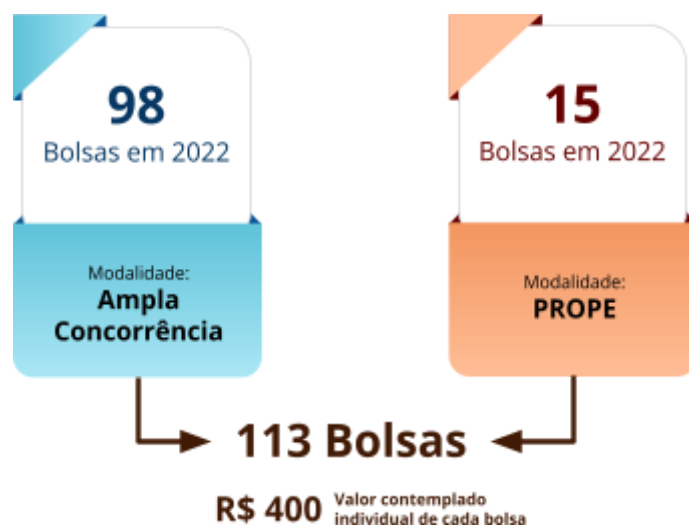 98
Bolsas em 2022
Modalidade:
Ampla
Concorrência
15
Bolsas em 2022
Modalidade:
PROPE
113 Bolsas
R$ 400
Valor contemplado
individual de cada bolsa